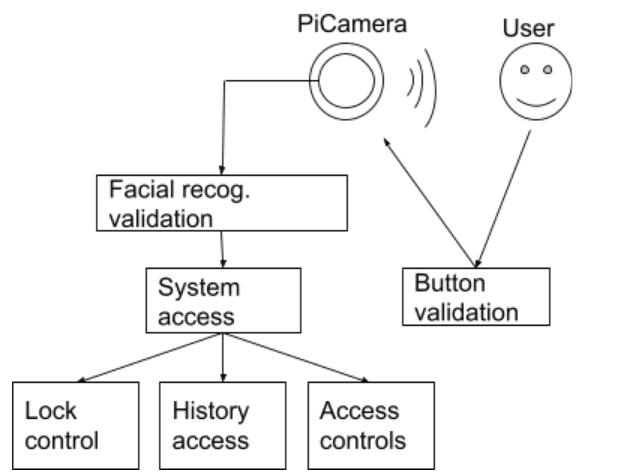 PiCamera
User
Facial recog.
validation
System
access
Button
validation
Lock
control
History
access
Access
controls